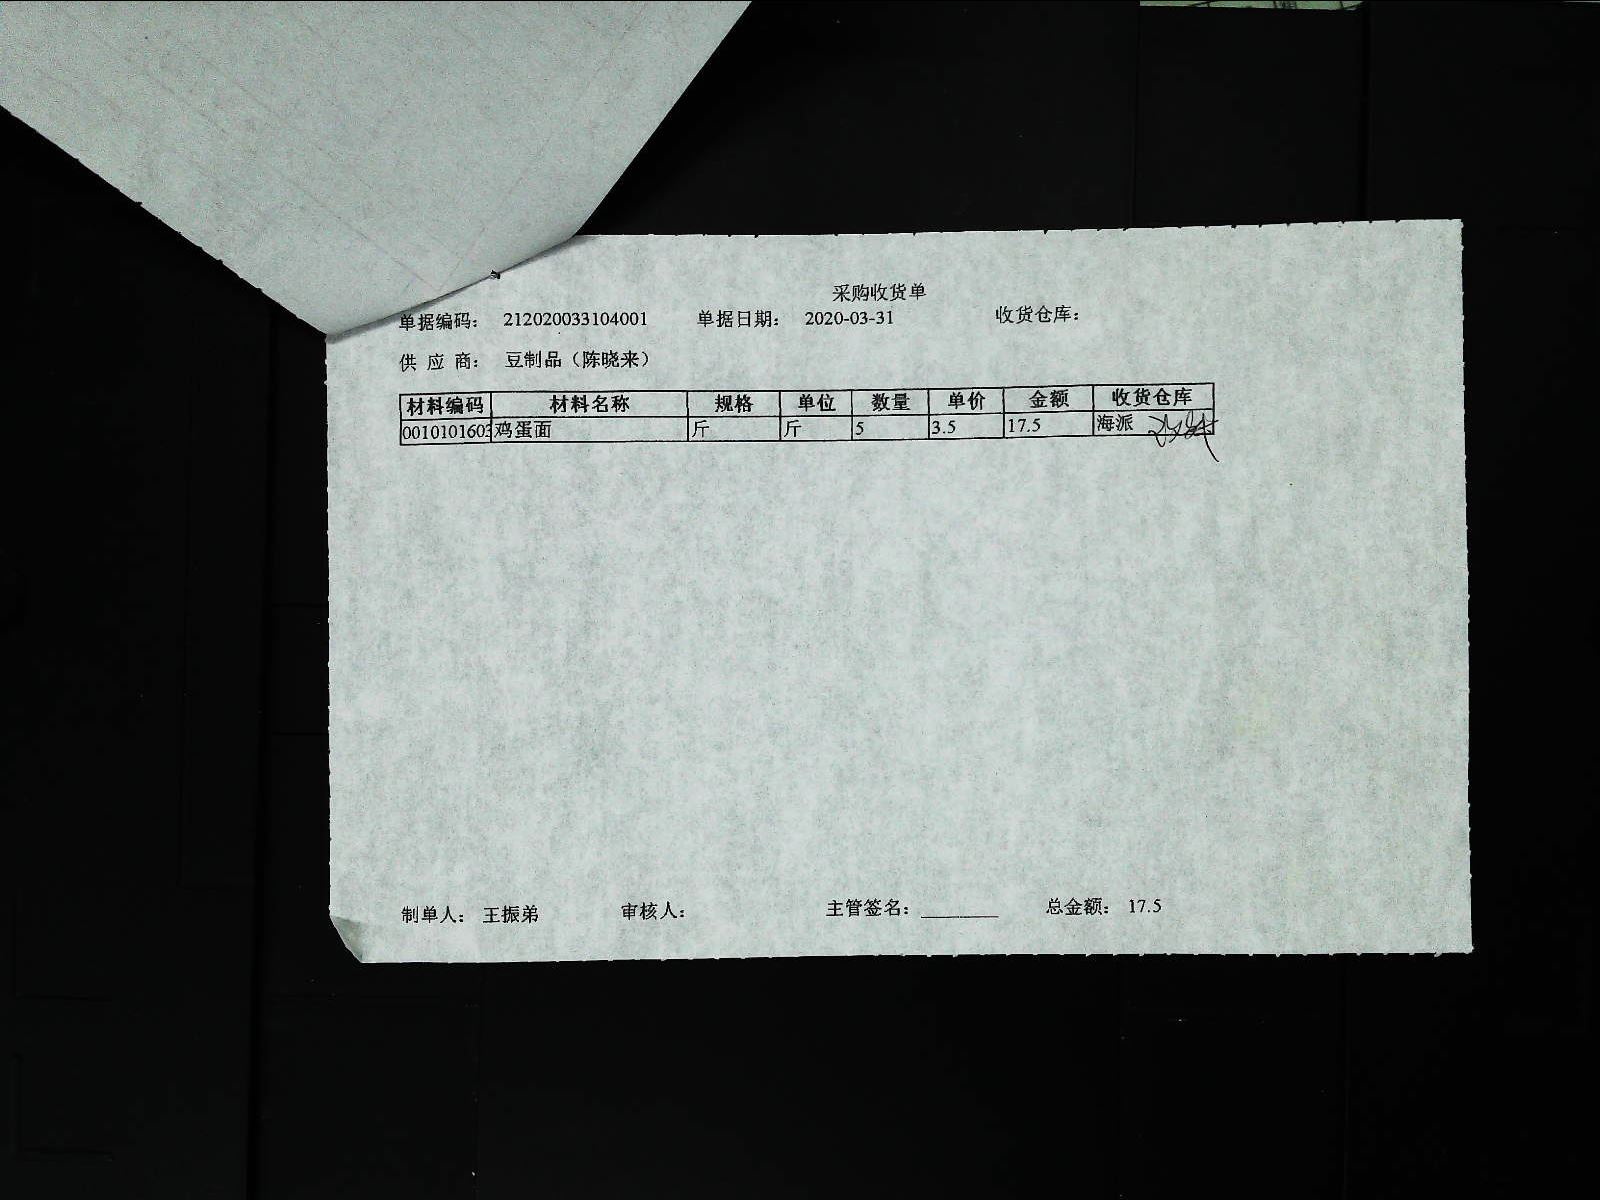 采购收货单
单据编码： 212020033104001 单据日期： 2020-03-31 收货仓库：
供 应 商： 豆制品（陈晓来）
材料编码 材料名称 规格 单位 数量 单价 金额 收货仓库
0010101603 鸡蛋面 斤 斤 5 3.5 17.5 海派
制单人： 王振弟 审核人： 主管签名： 总金额： 17.5